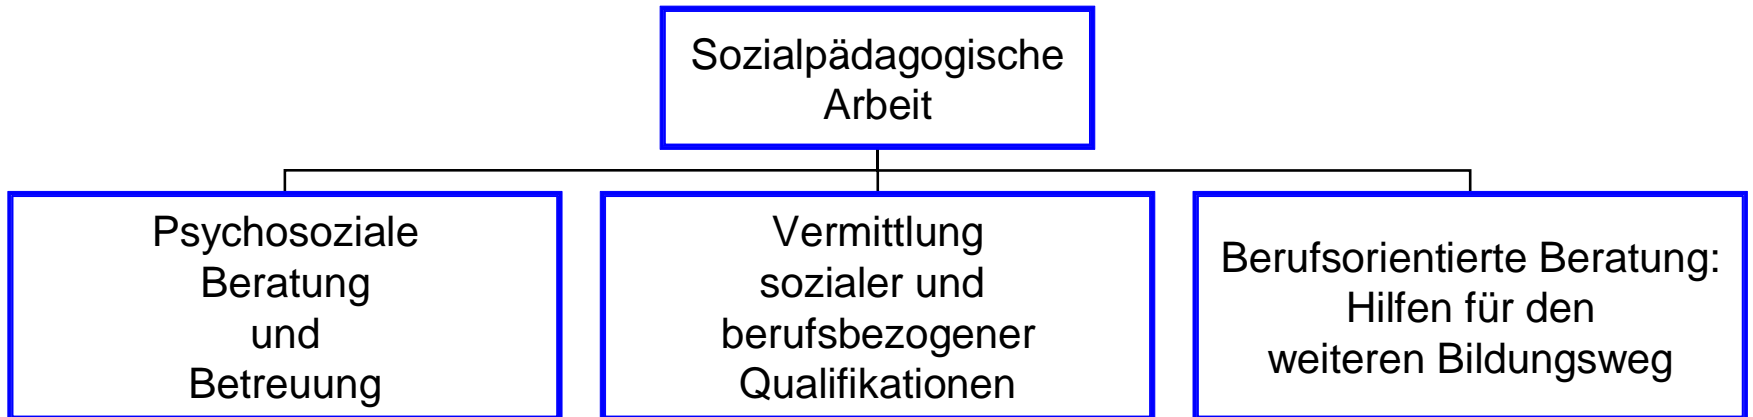 Sozialpädagogische
Arbeit
Psychosoziale
Beratung
und
Betreuung
Vermittlung
sozialer und
berufsbezogener
Qualifikationen
Berufsorientierte Beratung:
Hilfen für den
weiteren Bildungsweg